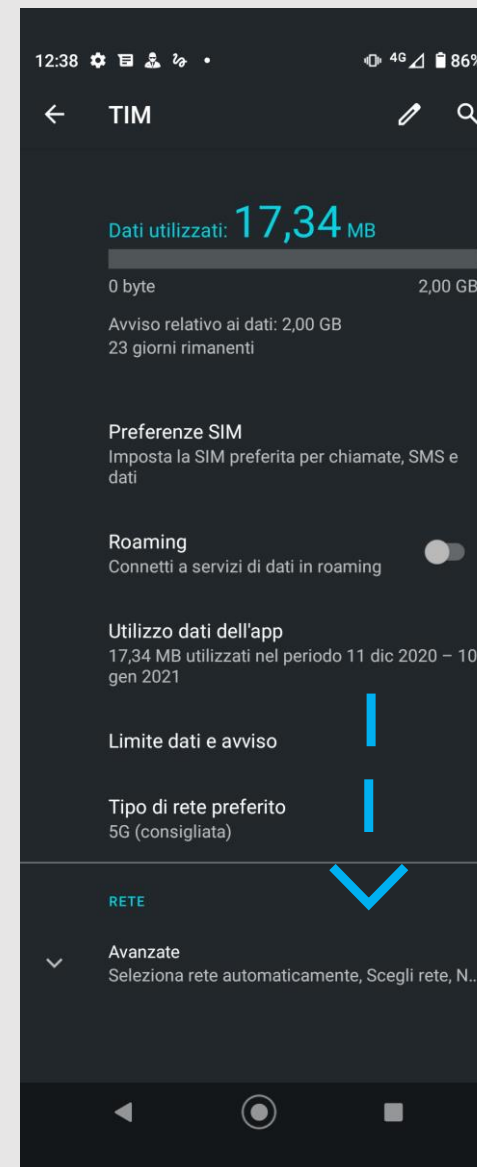 12:38 4G 86%
TIM
Dati utilizzati: 17,34 MB
0 byte 2,00 GB
Avviso relativo ai dati: 2,00 GB
23 giorni rimanenti
Preferenze SIM
Imposta la SIM preferita per chiamate, SMS e
dati
Roaming
Connetti a servizi di dati in roaming
Utilizzo dati dell'app
17,34 MB utilizzati nel periodo 11 dic 2020 – 10
gen 2021
Limite dati e avviso
Tipo di rete preferito
5G (consigliata)
RETE
Avanzate
Seleziona rete automaticamente, Scegli rete, N..